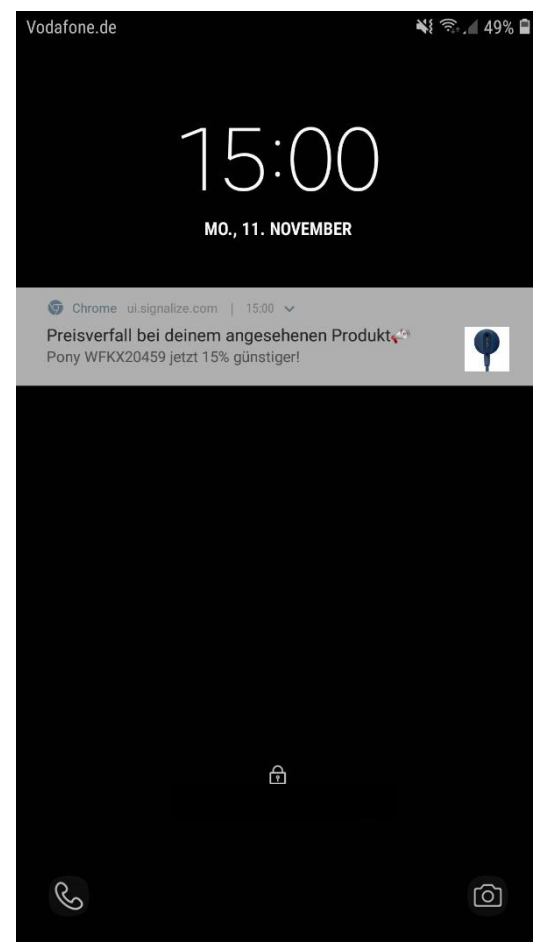 Vodafone.de 49%
15:00
MO., 11. NOVEMBER
Chrome ui.signalize.com | 15:00
Preisverfall bei deinem angesehenen Produkt
Pony WFKX20459 jetzt 15% günstiger!